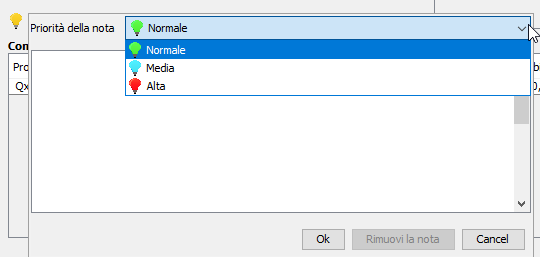 Priorità della nota
Normale
Normale
Media
Alta
Ok
Rimuovi la nota
Cancel